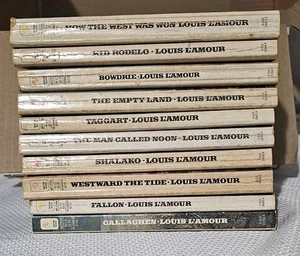 HOW THE WEST WAS WON LOUIS L'AMOUR
KID RODELO · LOUIS L'AMOUR
BOWDRIE · LOUIS L'AMOUR
THE EMPTY LAND · LOUIS L'AMOUR
TAGGART · LOUIS L'AMOUR
THE MAN CALLED NOON · LOUIS L'AMOUR
SHALAKO · LOUIS L'AMOUR
WESTWARD THE TIDE · LOUIS L'AMOUR
FALLON · LOUIS L'AMOUR
CALLAGHEN · LOUIS L'AMOUR